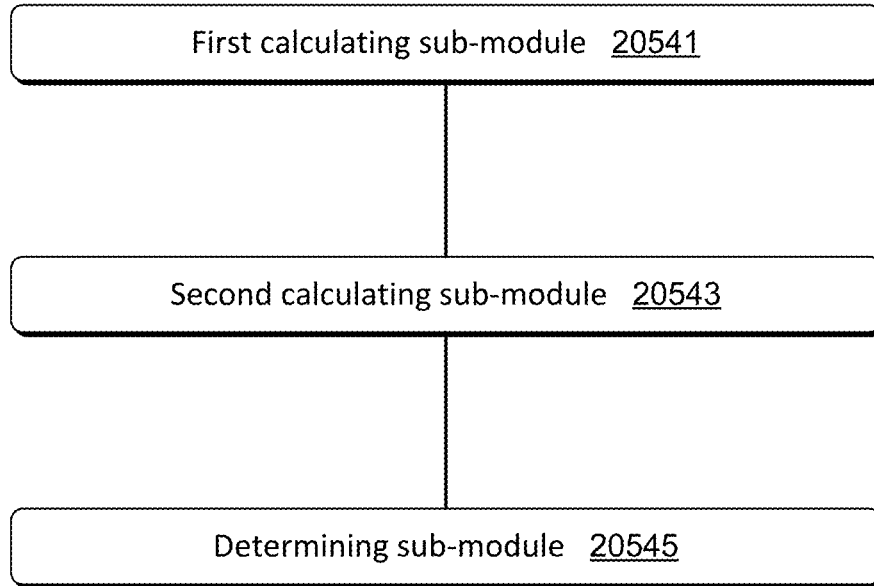 First calculating sub-module 20541
Second calculating sub-module 20543
Determining sub-module 20545